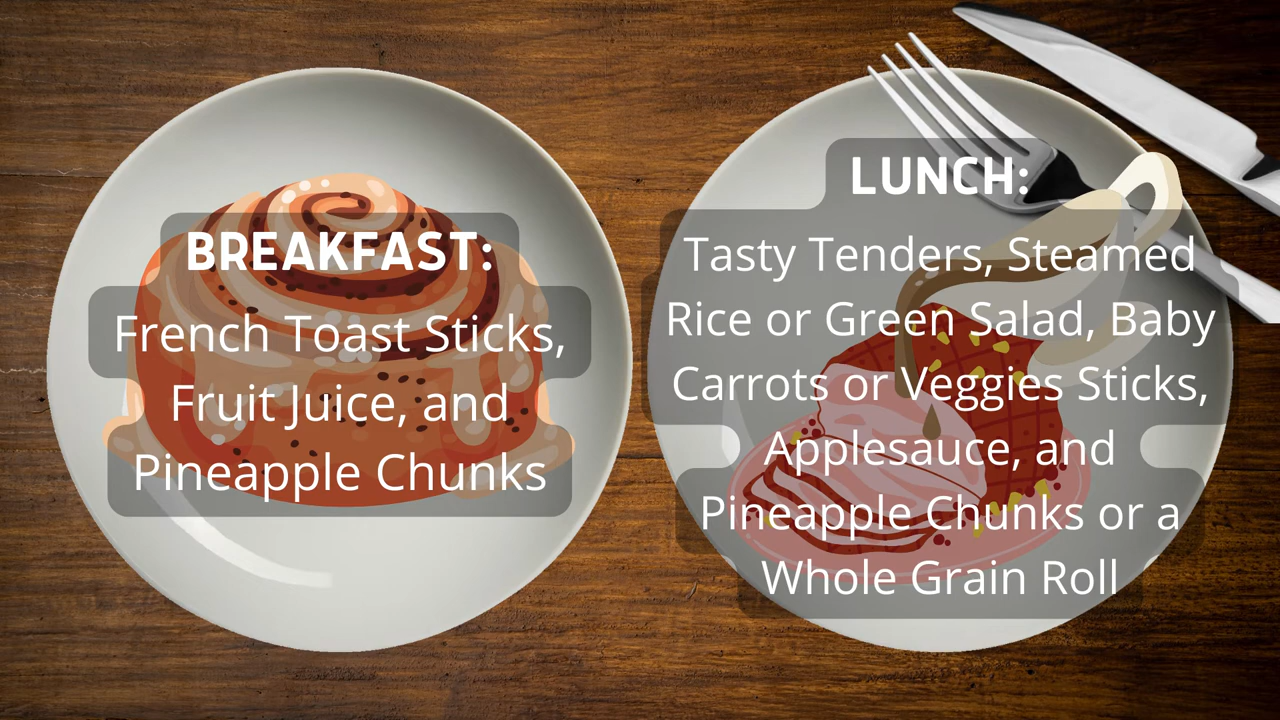 BREAKFAST:
French Toast Sticks,
Fruit Juice, and
Pineapple Chunks
LUNCH:
Tasty Tenders, Steamed
Rice or Green Salad, Baby
Carrots or Veggies Sticks,
Applesauce, and
Pineapple Chunks or a
Whole Grain Roll